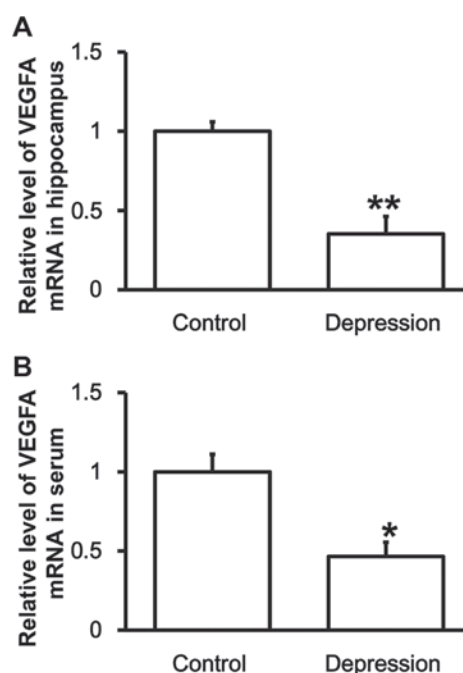 A
Relative level of VEGFA
mRNA in hippocampus
1.5
1
0.5
0
**
Control Depression
B
Relative level of VEGFA
mRNA in serum
1.5
1
0.5
0
*
Control Depression